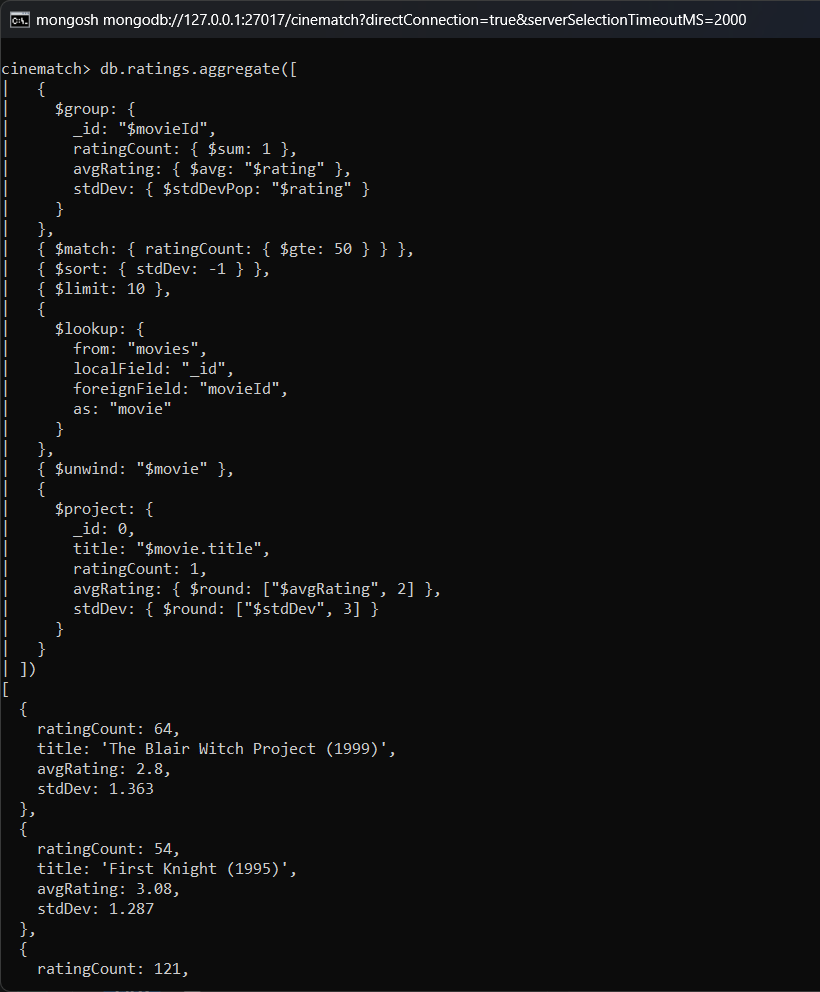 mongosh mongodb://127.0.0.1:27017/cinematch?directConnection=true&serverSelectionTimeoutMS=2000
cinematch> db.ratings.aggregate([
|   {
|     $group: {
|       _id: "$movieId",
|       ratingCount: { $sum: 1 },
|       avgRating: { $avg: "$rating" },
|       stdDev: { $stdDevPop: "$rating" }
|     }
|   },
|   { $match: { ratingCount: { $gte: 50 } } },
|   { $sort: { stdDev: -1 } },
|   { $limit: 10 },
|   {
|     $lookup: {
|       from: "movies",
|       localField: "_id",
|       foreignField: "movieId",
|       as: "movie"
|     }
|   },
|   { $unwind: "$movie" },
|   {
|     $project: {
|       _id: 0,
|       title: "$movie.title",
|       ratingCount: 1,
|       avgRating: { $round: ["$avgRating", 2] },
|       stdDev: { $round: ["$stdDev", 3] }
|     }
|   }
| ])
[
  {
    ratingCount: 64,
    title: 'The Blair Witch Project (1999)',
    avgRating: 2.8,
    stdDev: 1.363
  },
  {
    ratingCount: 54,
    title: 'First Knight (1995)',
    avgRating: 3.08,
    stdDev: 1.287
  },
  {
    ratingCount: 121,